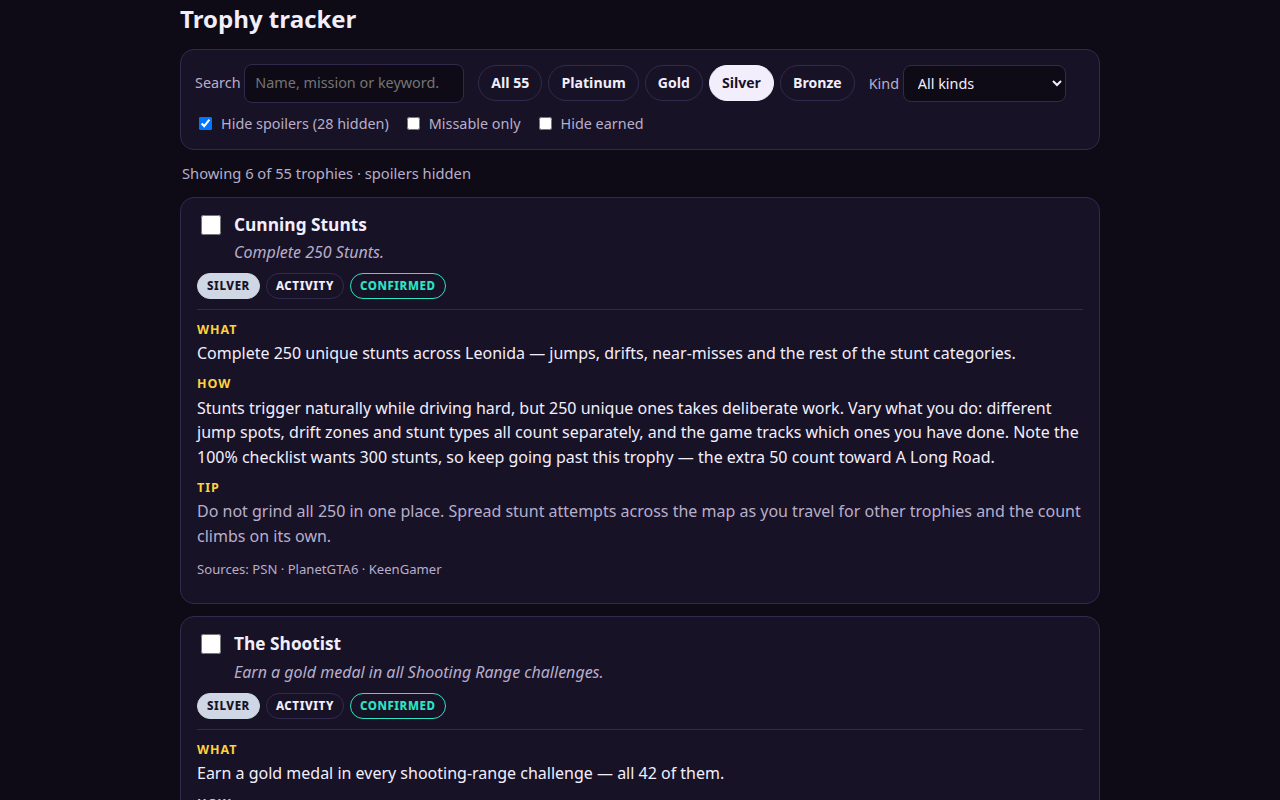 Trophy tracker
Search Name, mission or keyword. All 55 Platinum Gold Silver Bronze Kind All kinds
Hide spoilers (28 hidden) Missable only Hide earned
Showing 6 of 55 trophies · spoilers hidden
Cunning Stunts
Complete 250 Stunts.
SILVER ACTIVITY CONFIRMED
WHAT
Complete 250 unique stunts across Leonida — jumps, drifts, near-misses and the rest of the stunt categories.
HOW
Stunts trigger naturally while driving hard, but 250 unique ones takes deliberate work. Vary what you do: different
jump spots, drift zones and stunt types all count separately, and the game tracks which ones you have done. Note the
100% checklist wants 300 stunts, so keep going past this trophy — the extra 50 count toward A Long Road.
TIP
Do not grind all 250 in one place. Spread stunt attempts across the map as you travel for other trophies and the count
climbs on its own.
Sources: PSN · PlanetGTA6 · KeenGamer
The Shootist
Earn a gold medal in all Shooting Range challenges.
SILVER ACTIVITY CONFIRMED
WHAT
Earn a gold medal in every shooting-range challenge — all 42 of them.